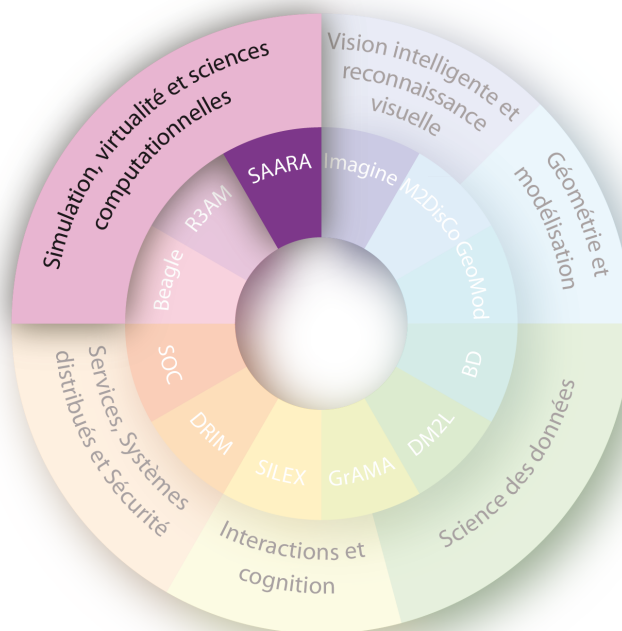 Simulation, virtualité et sciences
computationnelles
Vision intelligente et
reconnaissance
visuelle
Géométrie et
modélisation
Science des données
Interactions et
cognition
Services, Systèmes
distribués et Sécurité
SAARA
Imagine
M2DisCo
GeoMod
BD
DM2L
GrAMA
SILEX
DRIM
SOC
Beagle
R3AM